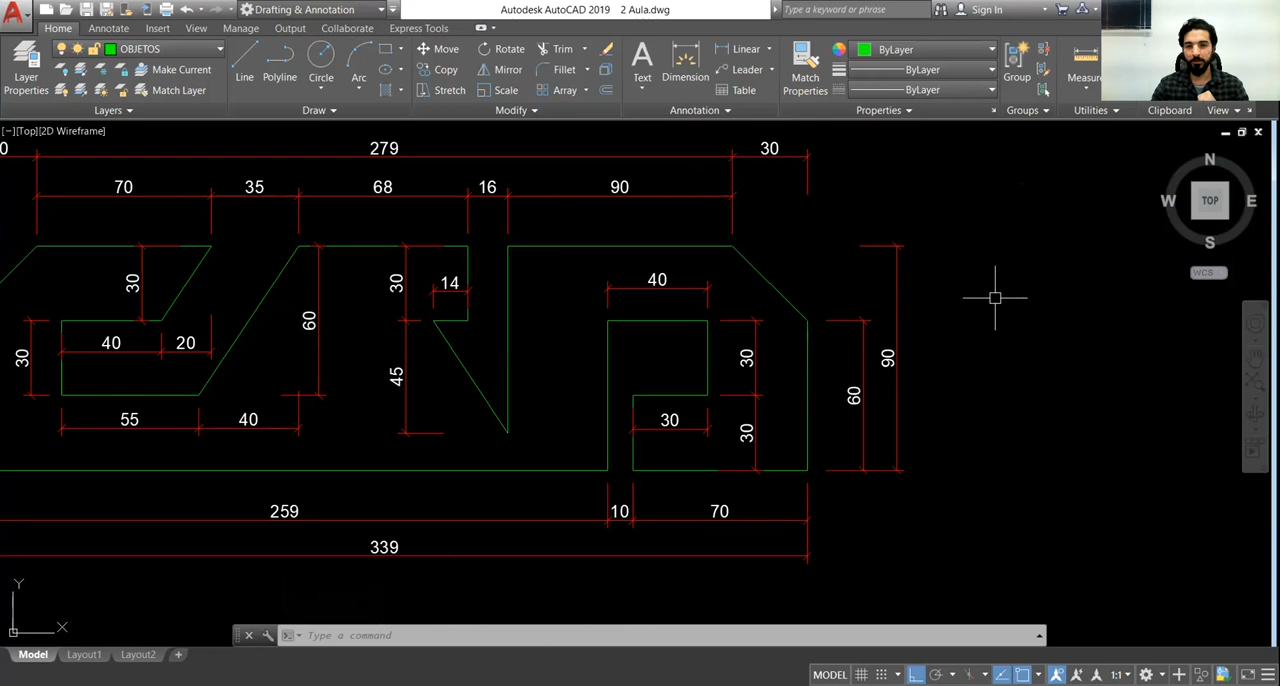 Drafting & Annotation
Autodesk AutoCAD 2019 2 Aula.dwg
Type a keyword or phrase
Sign In
Home Annotate Insert View Manage Output Collaborate Express Tools
Layer
Properties
OBJETOS
Make Current
Match Layer
Line Polyline Circle Arc
Move Rotate Trim
Copy Mirror Fillet
Stretch Scale Array
Text Dimension
Linear
Leader
Table
Match
Properties
ByLayer
ByLayer
ByLayer
Group
Measure
Layers Draw Modify Annotation Properties Groups Utilities Clipboard View
[−][Top][2D Wireframe]
0 279 30
70 35 68 16 90
30 30 14 40
60
30 40 20 45 30 60 90
55 40 30 30
259 10 70
339
N
W TOP E
S
WCS
Y
X
Type a command
Model Layout1 Layout2 +
MODEL 1:1